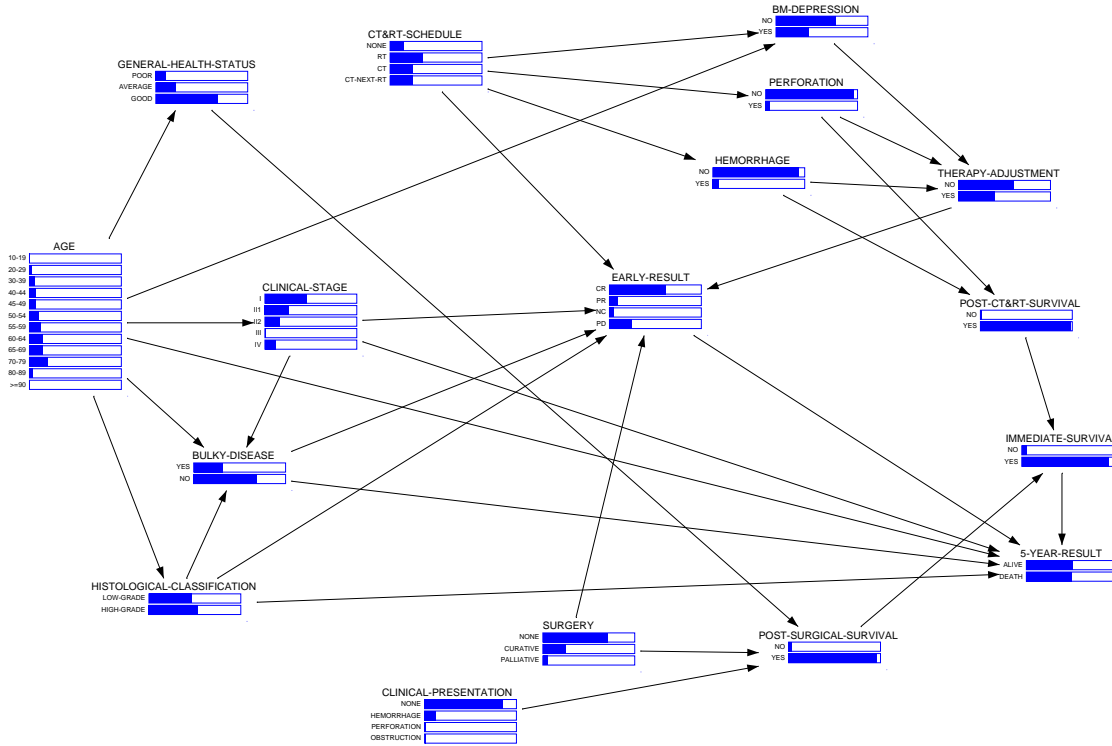 BM-DEPRESSION
NO
YES
CT&RT-SCHEDULE
NONE
RT
CT
CT-NEXT-RT
GENERAL-HEALTH-STATUS
POOR
AVERAGE
GOOD
PERFORATION
NO
YES
HEMORRHAGE
NO
YES
THERAPY-ADJUSTMENT
NO
YES
AGE
10-19
20-29
30-39
40-44
45-49
50-54
55-59
60-64
65-69
70-79
80-89
>=90
CLINICAL-STAGE
I
II1
II2
III
IV
EARLY-RESULT
CR
PR
NC
PD
POST-CT&RT-SURVIVAL
NO
YES
BULKY-DISEASE
YES
NO
IMMEDIATE-SURVIVA
NO
YES
5-YEAR-RESULT
ALIVE
DEATH
HISTOLOGICAL-CLASSIFICATION
LOW-GRADE
HIGH-GRADE
SURGERY
NONE
CURATIVE
PALLIATIVE
POST-SURGICAL-SURVIVAL
NO
YES
CLINICAL-PRESENTATION
NONE
HEMORRHAGE
PERFORATION
OBSTRUCTION